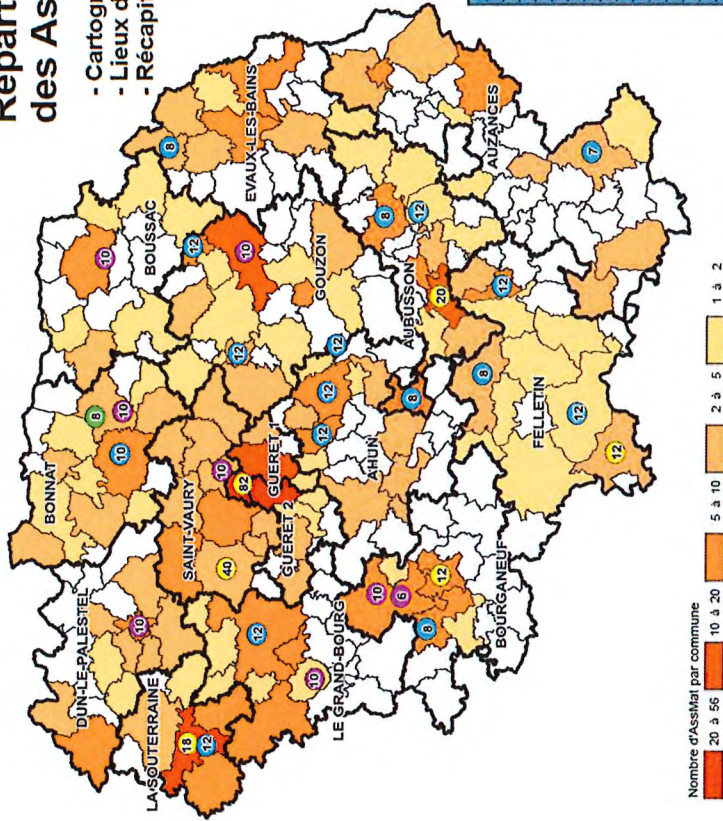 Répart
des As
- Cartogr
- Lieux d
- Récapit
BOUSSAC
EVAUX-LES-BAINS
BONNAT
GOUZON
AUZANCES
DUN-LE-PALESTEL
SAINT-VAURY
GUERET 1
GUERET 2
AUBUSSON
AHUN
LA SOUTERRAINE
LE GRAND-BOURG
FELLETIN
BOURGANEUF
8
10
12
10
12
8
10
10
12
8
12
7
20
12
10
82
40
12
12
8
8
12
12
10
12
10
10
6
12
8
18
12
Nombre d'AssMat par commune
20 à 56
10 à 20
5 à 10
2 à 5
1 à 2